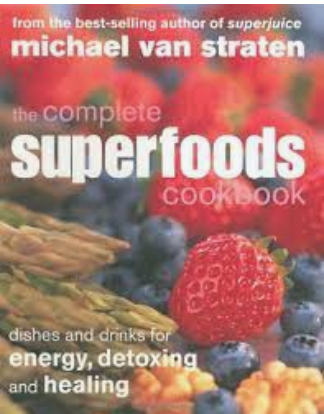 from the best-selling author of superjuice
michael van straten
the complete
superfoods
cookbook
dishes and drinks for
energy, detoxing
and healing